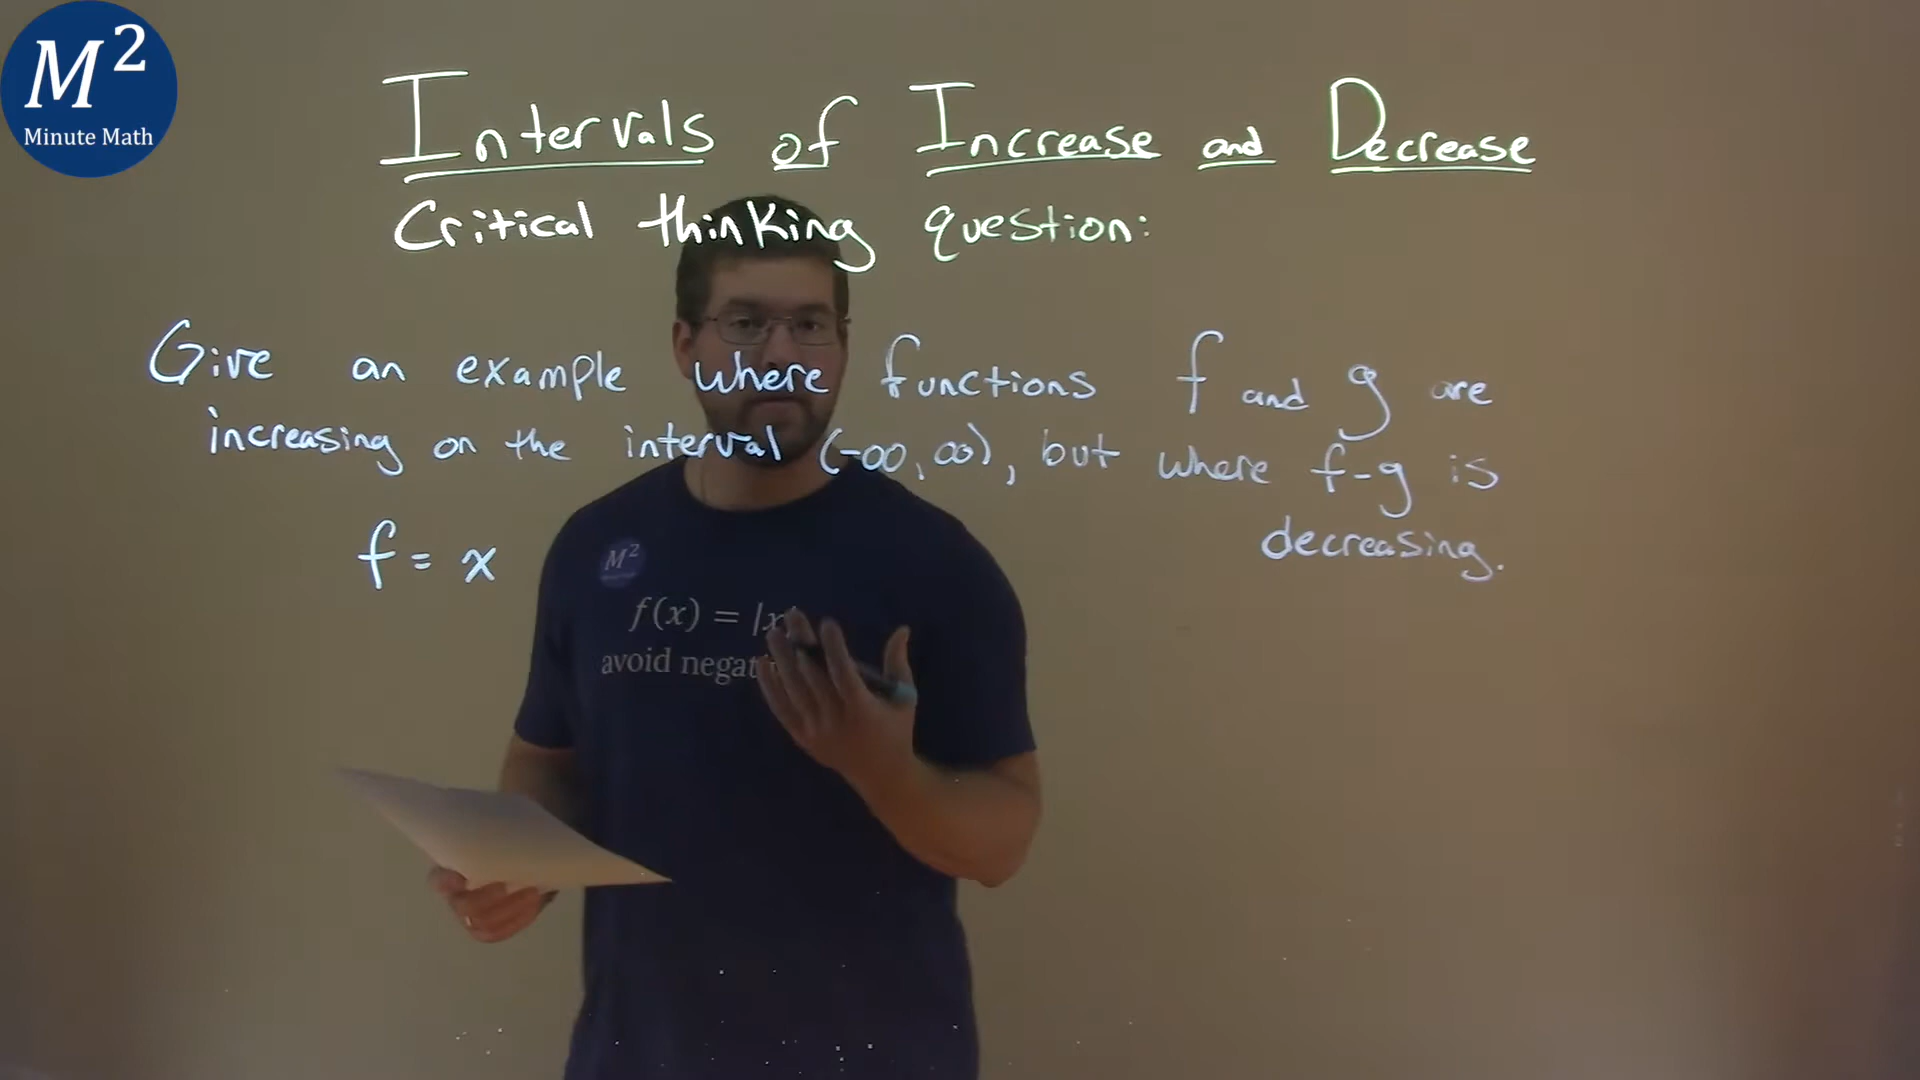 M²
Minute Math
Intervals of Increase and Decrease
Critical thinking question:
Give an example where functions f and g are
increasing on the interval (-∞,∞), but where f-g is
decreasing.
f = x
M²
f(x) = |x|
avoid